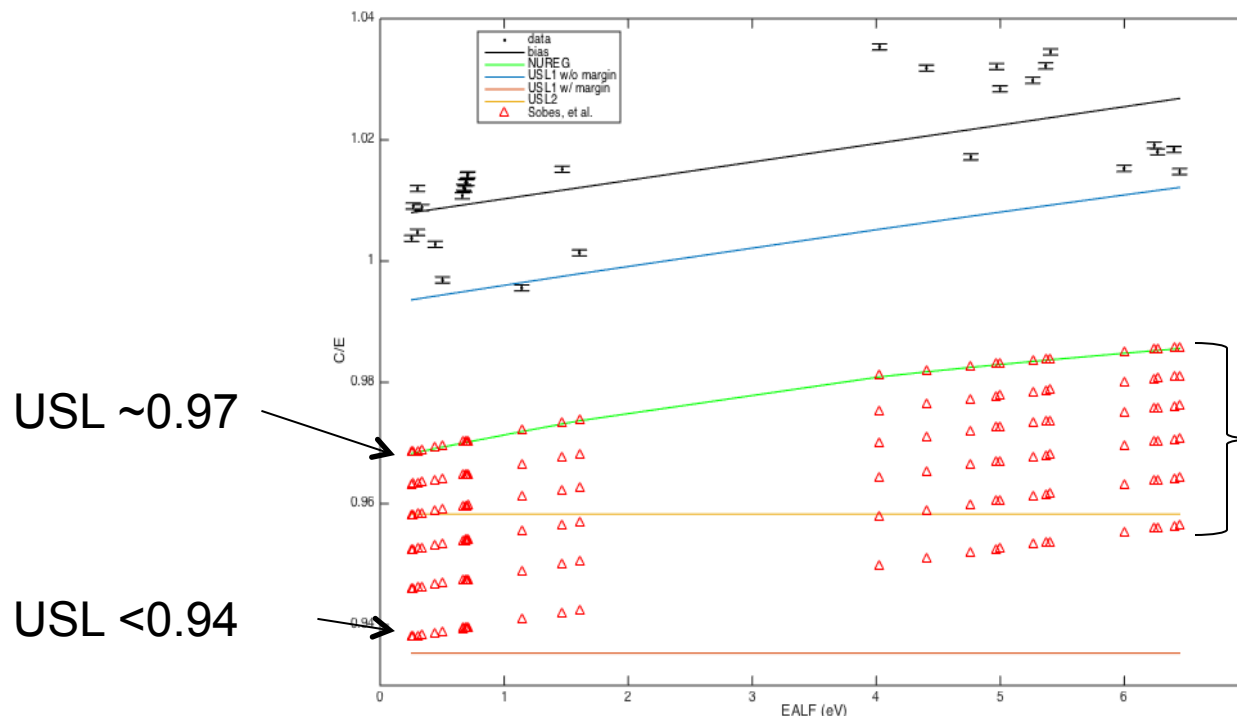 1.04
data
bias
NUREG
USL1 w/o margin
USL1 w/ margin
USL2
Sobes, et al.
1.02
1
C/E
0.98
USL ~0.97
0.96
USL <0.94
0.94
0 1 2 3 4 5 6
EALF (eV)